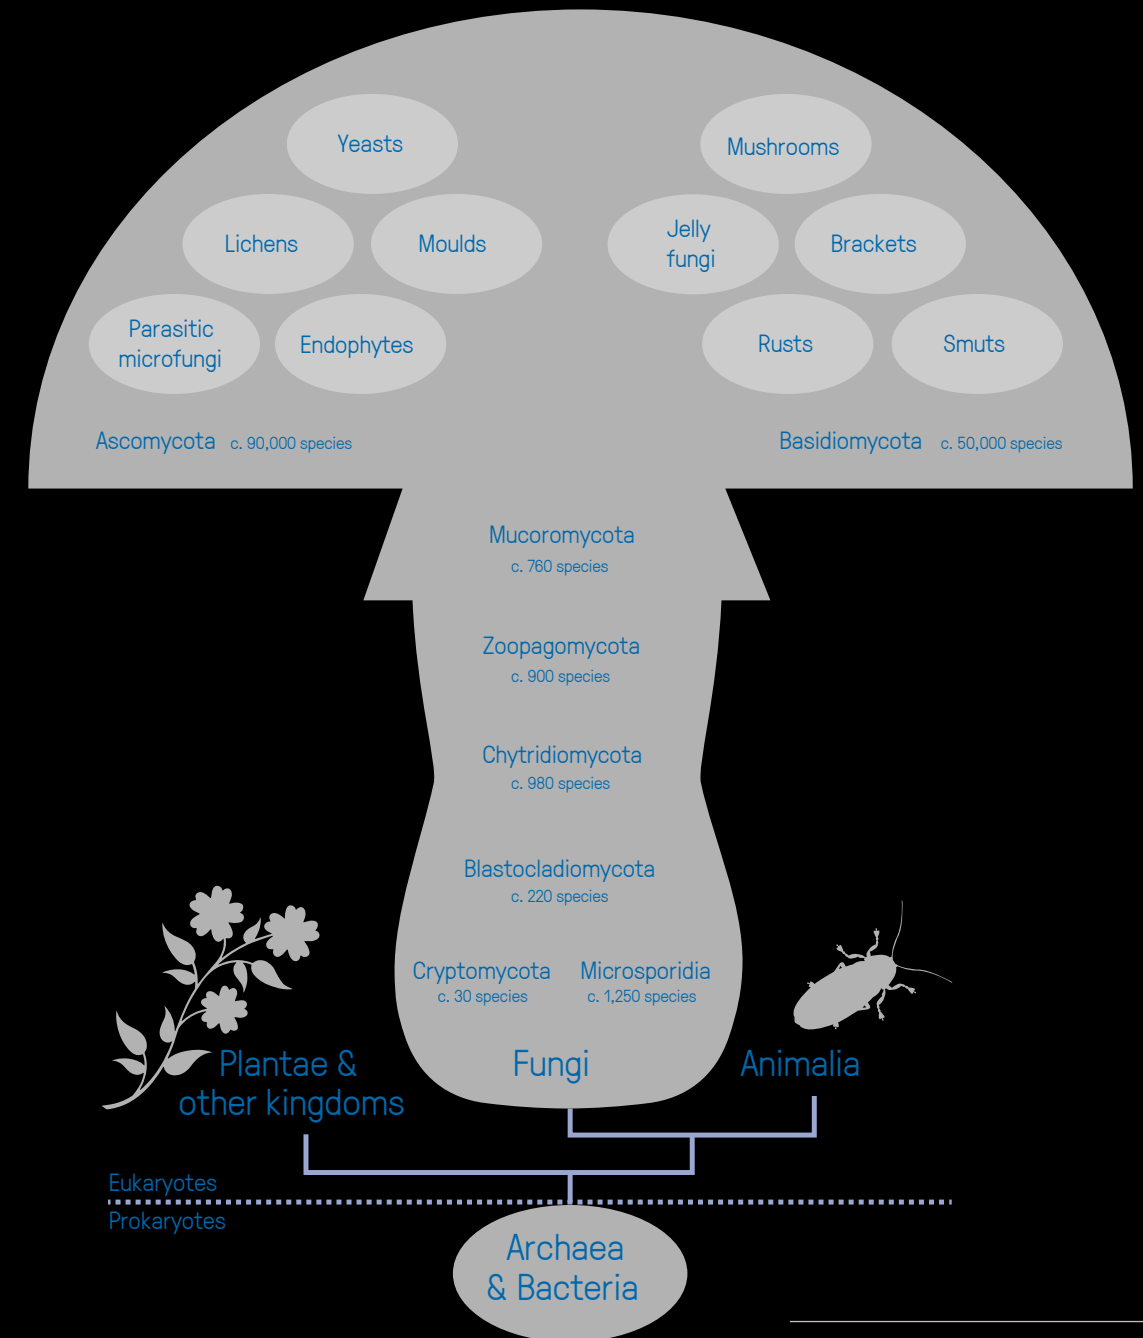 Yeasts
Mushrooms
Lichens
Moulds
Jelly
fungi
Brackets
Parasitic
microfungi
Endophytes
Rusts
Smuts
Ascomycota c. 90,000 species
Basidiomycota c. 50,000 species
Mucoromycota
c. 760 species
Zoopagomycota
c. 900 species
Chytridiomycota
c. 980 species
Blastocladiomycota
c. 220 species
Cryptomycota
c. 30 species
Microsporidia
c. 1,250 species
Fungi
Plantae &
other kingdoms
Animalia
Eukaryotes
Prokaryotes
Archaea
& Bacteria